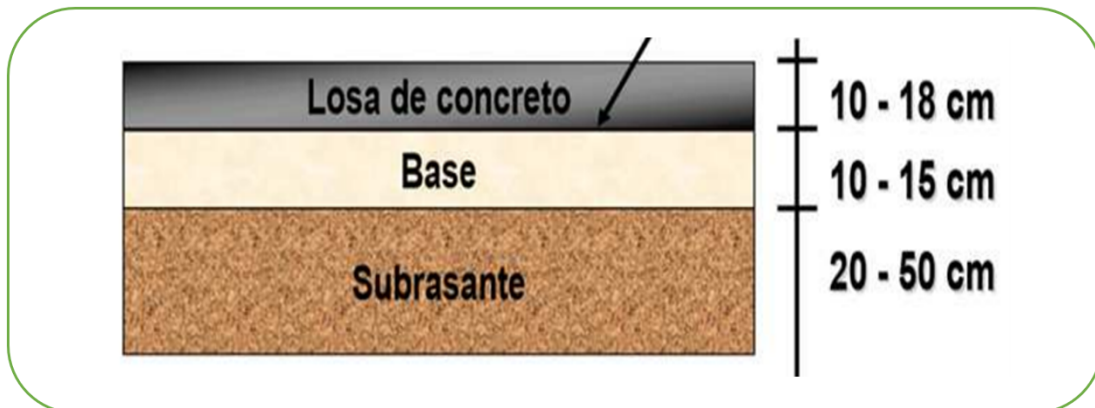 Losa de concreto
10 - 18 cm
Base
10 - 15 cm
Subrasante
20 - 50 cm